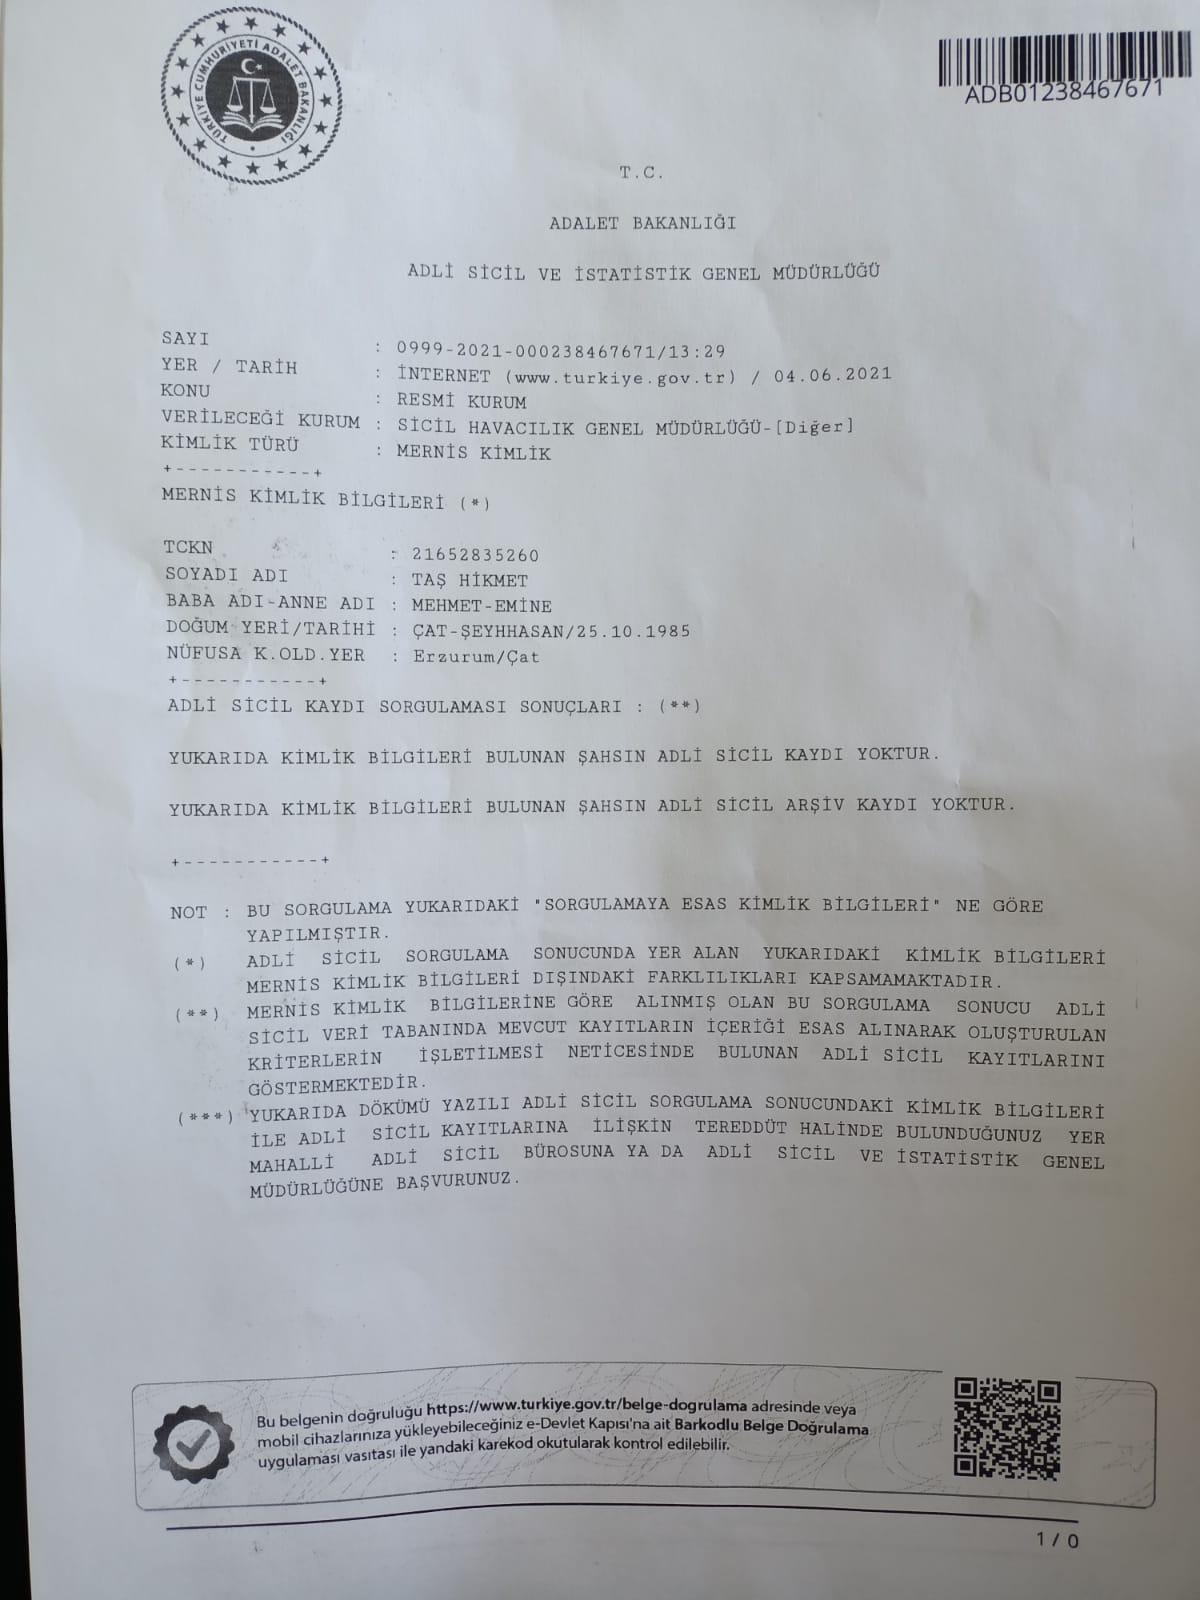 TÜRKİYE CUMHURİYETİ ADALET BAKANLIĞI
ADB01238467671
T.C.
ADALET BAKANLIĞI
ADLİ SİCİL VE İSTATİSTİK GENEL MÜDÜRLÜĞÜ
SAYI : 0999-2021-000238467671/13:29
YER / TARİH : İNTERNET (www.turkiye.gov.tr) / 04.06.2021
KONU : RESMİ KURUM
VERİLECEĞİ KURUM : SİCİL HAVACILIK GENEL MÜDÜRLÜĞÜ-[Diğer]
KİMLİK TÜRÜ : MERNİS KİMLİK
+-----------+
MERNİS KİMLİK BİLGİLERİ (*)
TCKN : 21652835260
SOYADI ADI : TAŞ HİKMET
BABA ADI-ANNE ADI : MEHMET-EMİNE
DOĞUM YERİ/TARİHİ : ÇAT-ŞEYHHASAN/25.10.1985
NÜFUSA K.OLD.YER : Erzurum/Çat
+-----------+
ADLİ SİCİL KAYDI SORGULAMASI SONUÇLARI : (**)
YUKARIDA KİMLİK BİLGİLERİ BULUNAN ŞAHSIN ADLİ SİCİL KAYDI YOKTUR.
YUKARIDA KİMLİK BİLGİLERİ BULUNAN ŞAHSIN ADLİ SİCİL ARŞİV KAYDI YOKTUR.
+-----------+
NOT : BU SORGULAMA YUKARIDAKİ "SORGULAMAYA ESAS KİMLİK BİLGİLERİ" NE GÖRE
YAPILMIŞTIR.
(*) ADLİ SİCİL SORGULAMA SONUCUNDA YER ALAN YUKARIDAKİ KİMLİK BİLGİLERİ
MERNİS KİMLİK BİLGİLERİ DIŞINDAKİ FARKLILIKLARI KAPSAMAMAKTADIR.
(**) MERNİS KİMLİK BİLGİLERİNE GÖRE ALINMIŞ OLAN BU SORGULAMA SONUCU ADLİ
SİCİL VERİ TABANINDA MEVCUT KAYITLARIN İÇERİĞİ ESAS ALINARAK OLUŞTURULAN
KRİTERLERİN İŞLETİLMESİ NETİCESİNDE BULUNAN ADLİ SİCİL KAYITLARINI
GÖSTERMEKTEDİR.
(***) YUKARIDA DÖKÜMÜ YAZILI ADLİ SİCİL SORGULAMA SONUCUNDAKİ KİMLİK BİLGİLERİ
İLE ADLİ SİCİL KAYITLARINA İLİŞKİN TEREDDÜT HALİNDE BULUNDUĞUNUZ YER
MAHALLİ ADLİ SİCİL BÜROSUNA YA DA ADLİ SİCİL VE İSTATİSTİK GENEL
MÜDÜRLÜĞÜNE BAŞVURUNUZ.
Bu belgenin doğruluğu https://www.turkiye.gov.tr/belge-dogrulama adresinde veya
mobil cihazlarınıza yükleyebileceğiniz e-Devlet Kapısı'na ait Barkodlu Belge Doğrulama
uygulaması vasıtası ile yandaki karekod okutularak kontrol edilebilir.
1 / 0